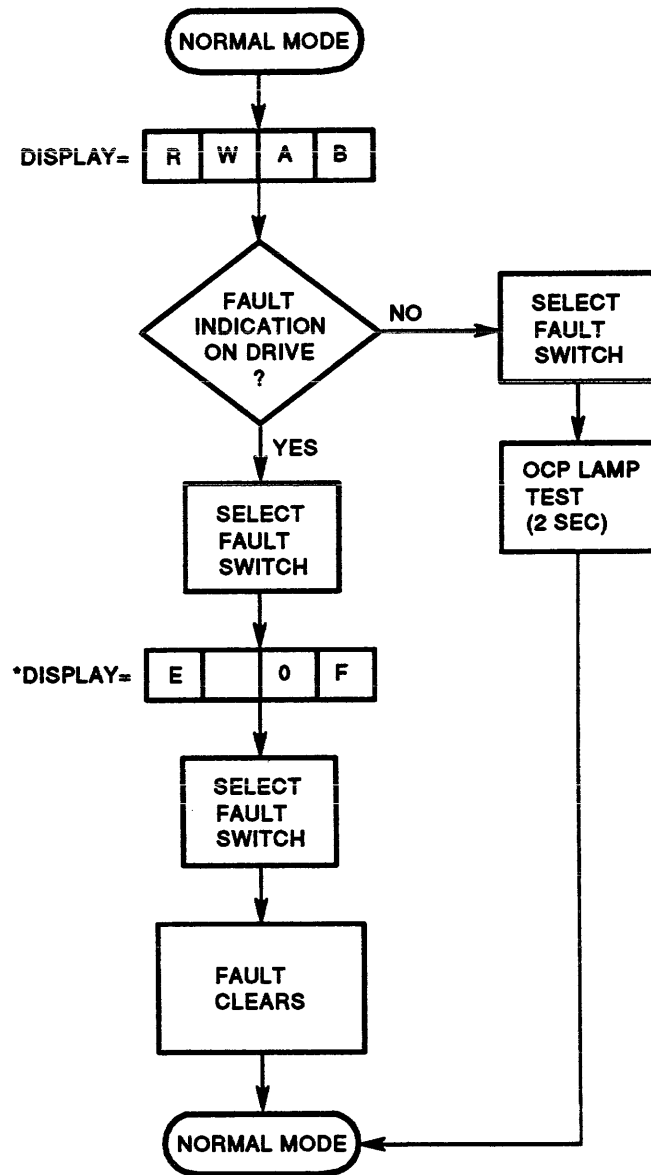 NORMAL MODE
DISPLAY= R W A B
FAULT
INDICATION
ON DRIVE
?
NO
SELECT
FAULT
SWITCH
OCP LAMP
TEST
(2 SEC)
YES
SELECT
FAULT
SWITCH
*DISPLAY= E 0 F
SELECT
FAULT
SWITCH
FAULT
CLEARS
NORMAL MODE